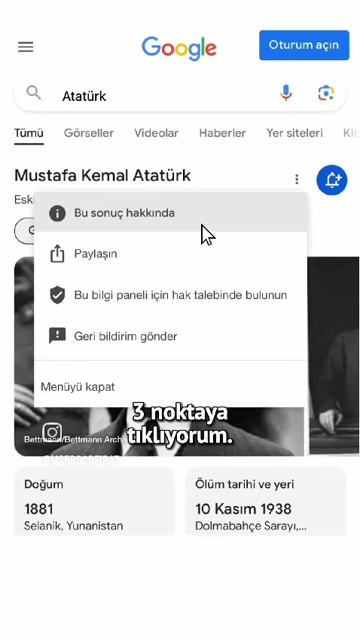 Google
Oturum açın
Atatürk
Tümü
Görseller
Videolar
Haberler
Yer siteleri
Mustafa Kemal Atatürk
Bu sonuç hakkında
Paylaşın
Bu bilgi paneli için hak talebinde bulunun
Geri bildirim gönder
Menüyü kapat
3 noktaya
tıklıyorum.
Bettmann/Bettmann
Doğum
1881
Selanik, Yunanistan
Ölüm tarihi ve yeri
10 Kasım 1938
Dolmabahçe Sarayı,...